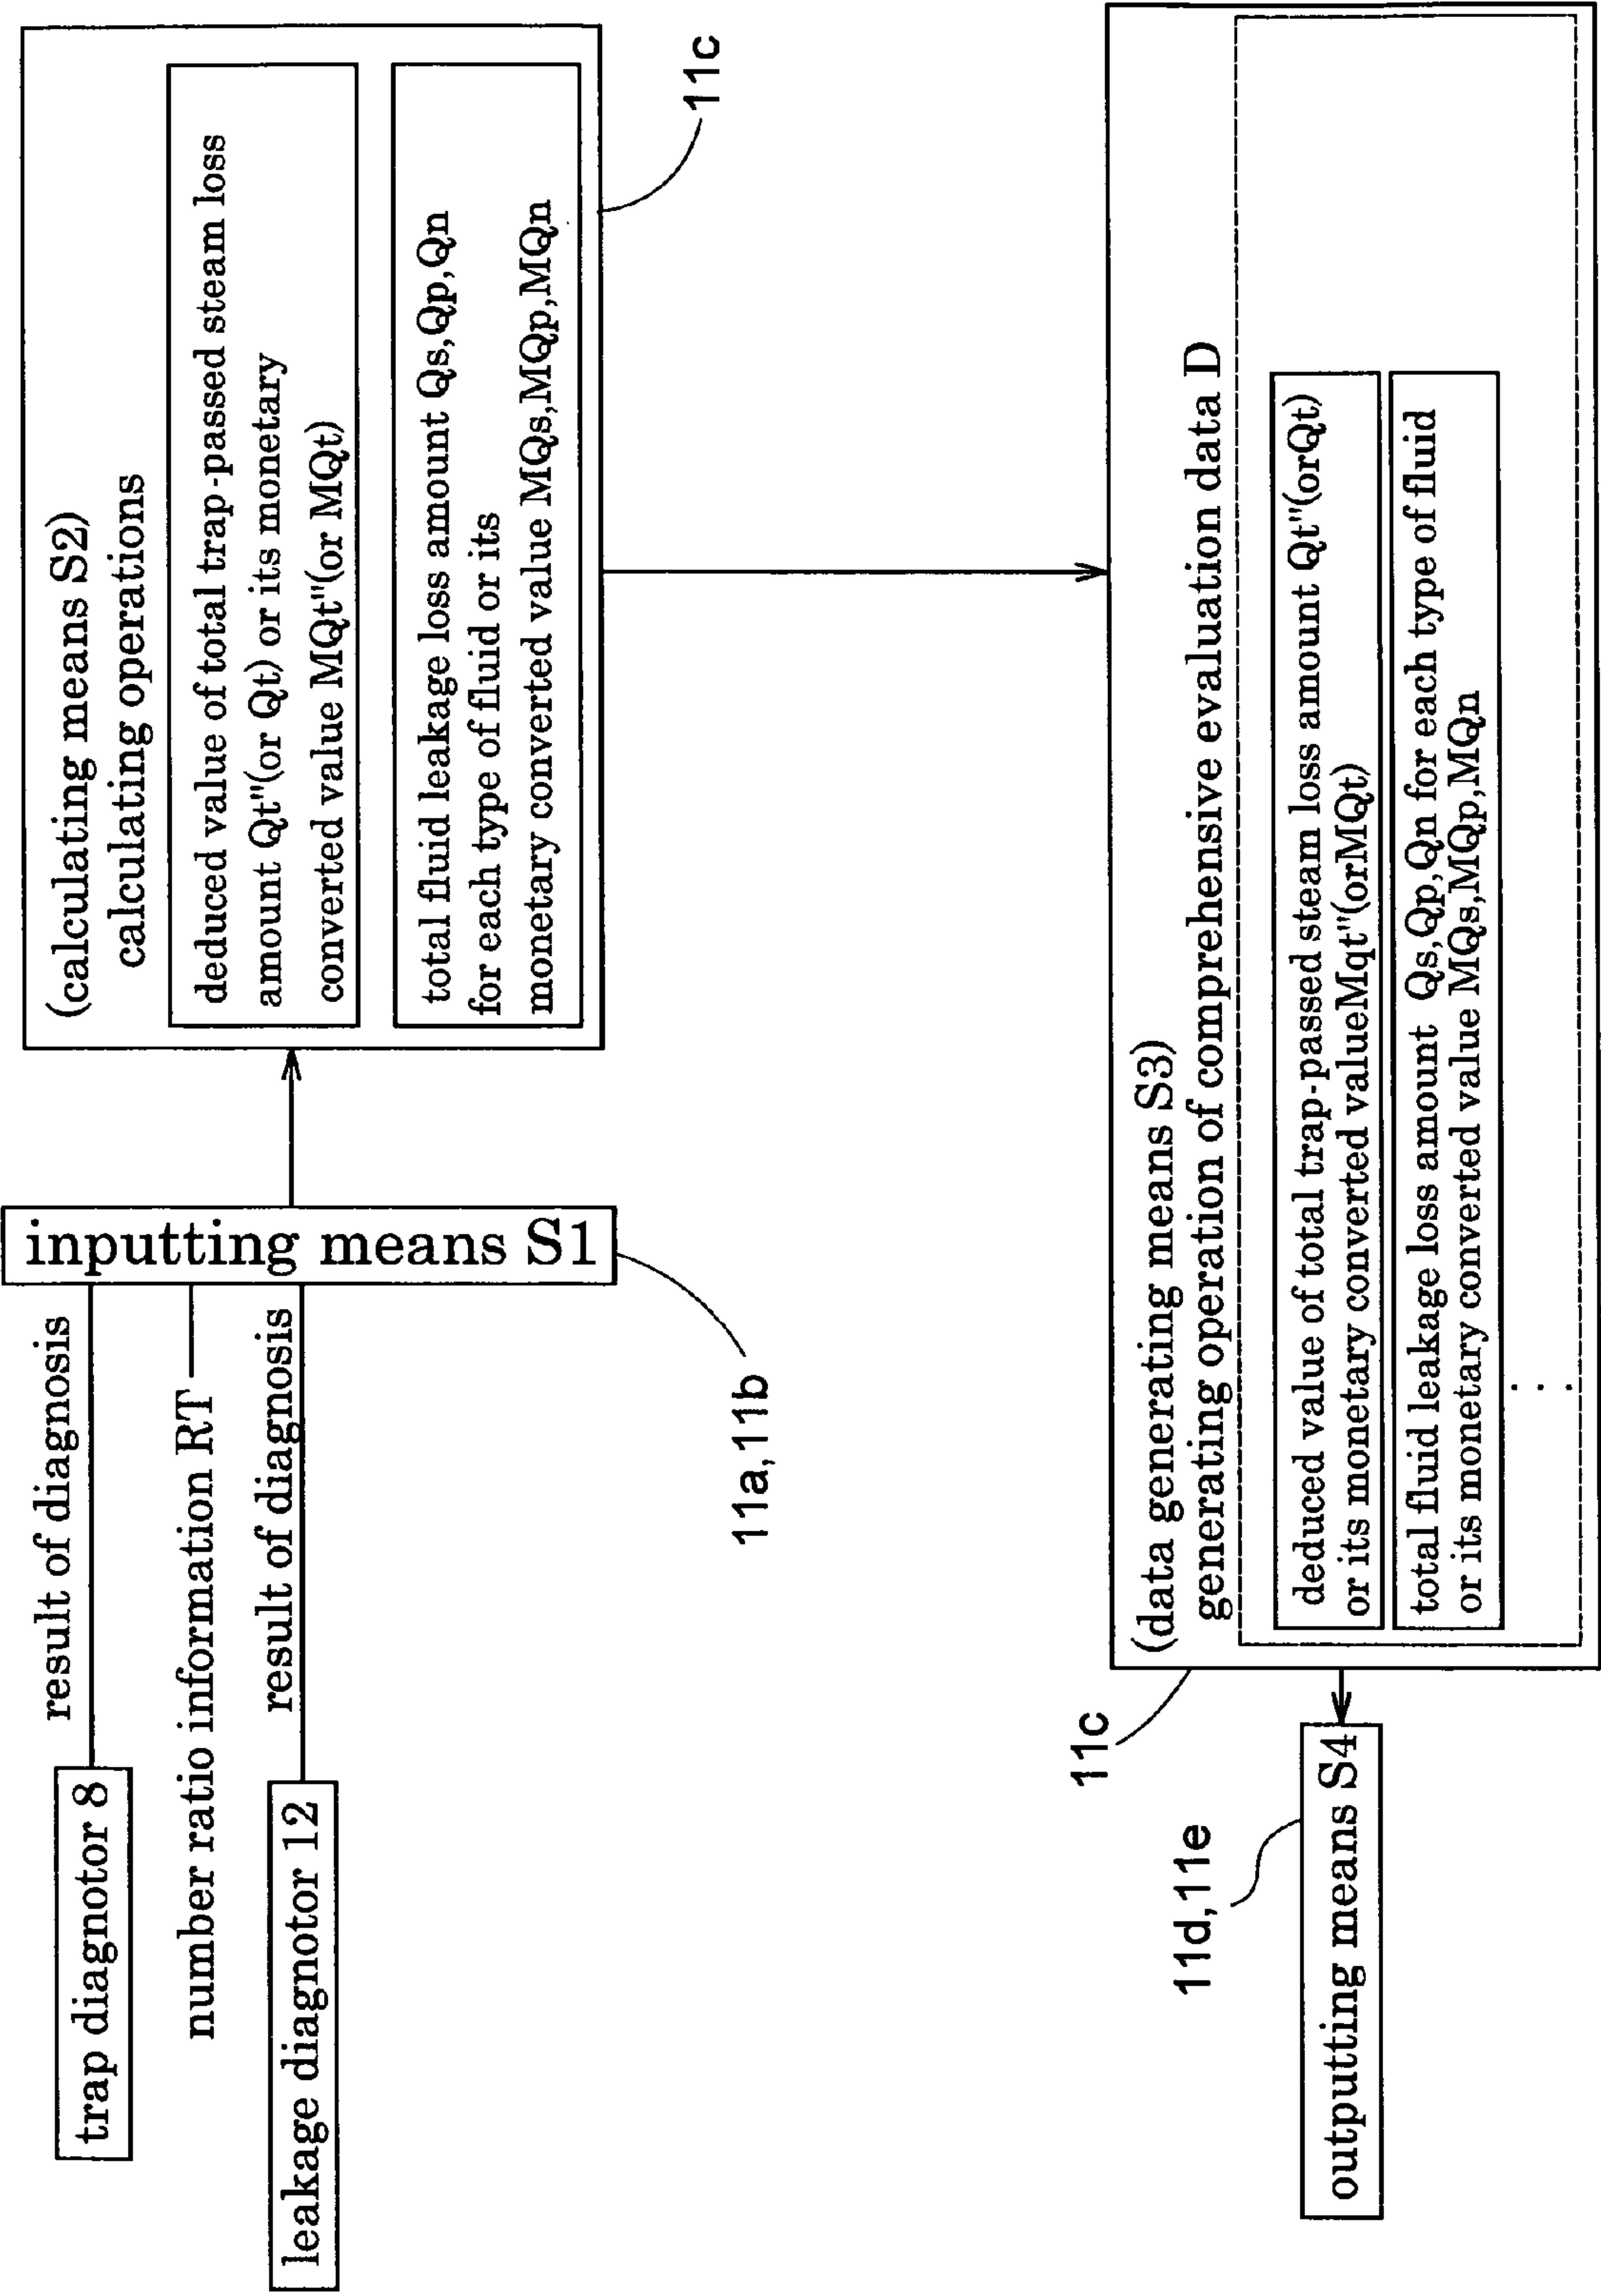 trap diagnotor 8
result of diagnosis
number ratio information RT
leakage diagnotor 12
result of diagnosis
inputting means S1
11a,11b
(calculating means S2)
calculating operations
deduced value of total trap-passed steam loss
amount Qt"(or Qt) or its monetary
converted value MQt"(or MQt)
total fluid leakage loss amount Qs,Qp,Qn
for each type of fluid or its
monetary converted value MQs,MQp,MQn
11c
(data generating means S3)
generating operation of comprehensive evaluation data D
deduced value of total trap-passed steam loss amount Qt"(orQt)
or its monetary converted valueMqt"(orMQt)
total fluid leakage loss amount Qs,Qp,Qn for each type of fluid
or its monetary converted value MQs,MQp,MQn
...
11c
11d,11e
outputting means S4